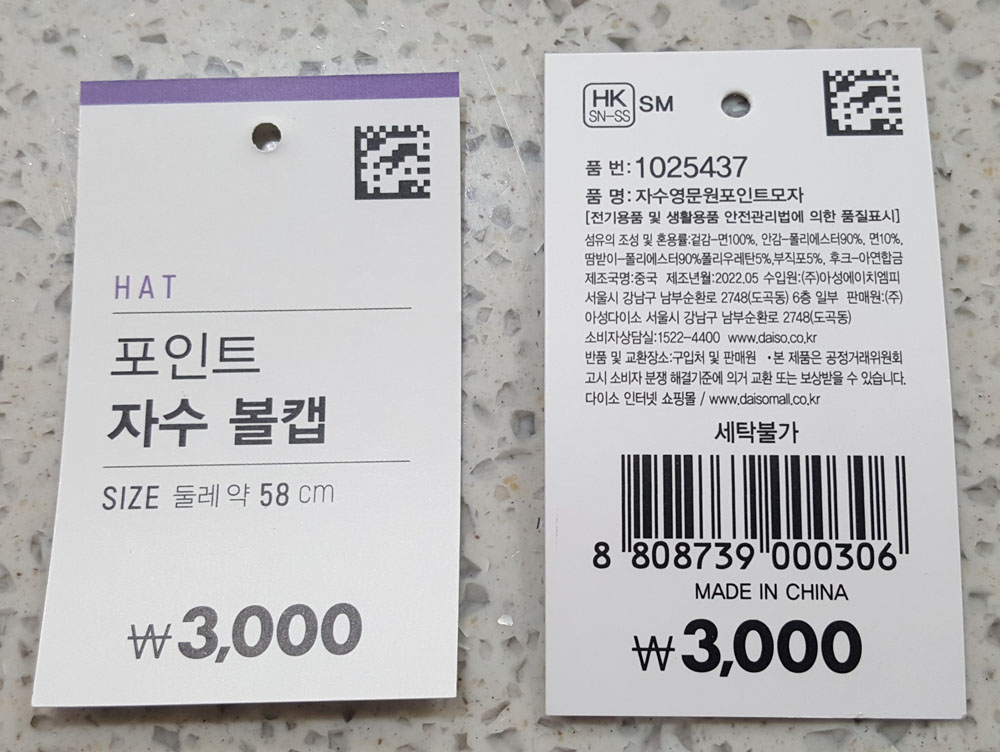 HAT
포인트
자수 볼캡
SIZE 둘레 약 58 cm
₩3,000
HK SM
SN-SS
품 번:1025437
품 명:자수영문원포인트모자
[전기용품 및 생활용품 안전관리법에 의한 품질표시]
섬유의 조성 및 혼용률:겉감-면100%, 안감-폴리에스터90%, 면10%,
땀받이-폴리에스터90%폴리우레탄5%,부직포5%, 후크-아연합금
제조국명:중국 제조년월:2022.05 수입원:(주)아성에이치엠피
서울시 강남구 남부순환로 2748(도곡동) 6층 일부 판매원:(주)
아성다이소 서울시 강남구 남부순환로 2748(도곡동)
소비자상담실:1522-4400 www.daiso.co.kr
반품 및 교환장소:구입처 및 판매원 •본 제품은 공정거래위원회
고시 소비자 분쟁 해결기준에 의거 교환 또는 보상받을 수 있습니다.
다이소 인터넷 쇼핑몰 / www.daisomall.co.kr
세탁불가
8 808739 000306
MADE IN CHINA
₩3,000